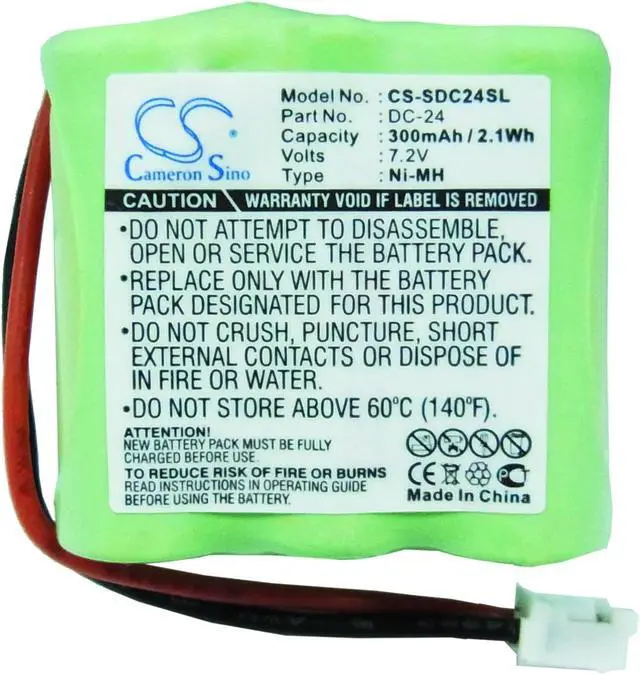 CS
Cameron Sino
Model No. : CS-SDC24SL
Part No. : DC-24
Capacity : 300mAh / 2.1Wh
Volts : 7.2V
Type : Ni-MH
CAUTION WARRANTY VOID IF LABEL IS REMOVED
•DO NOT ATTEMPT TO DISASSEMBLE,
OPEN OR SERVICE THE BATTERY PACK.
•REPLACE ONLY WITH THE BATTERY
PACK DESIGNATED FOR THIS PRODUCT.
•DO NOT CRUSH, PUNCTURE, SHORT
EXTERNAL CONTACTS OR DISPOSE OF
IN FIRE OR WATER.
•DO NOT STORE ABOVE 60°C (140°F).
ATTENTION!
NEW BATTERY PACK MUST BE FULLY
CHARGED BEFORE USE.
TO REDUCE RISK OF FIRE OR BURNS
READ INSTRUCTIONS IN OPERATING GUIDE
BEFORE USING THE BATTERY.
CE
Made In China